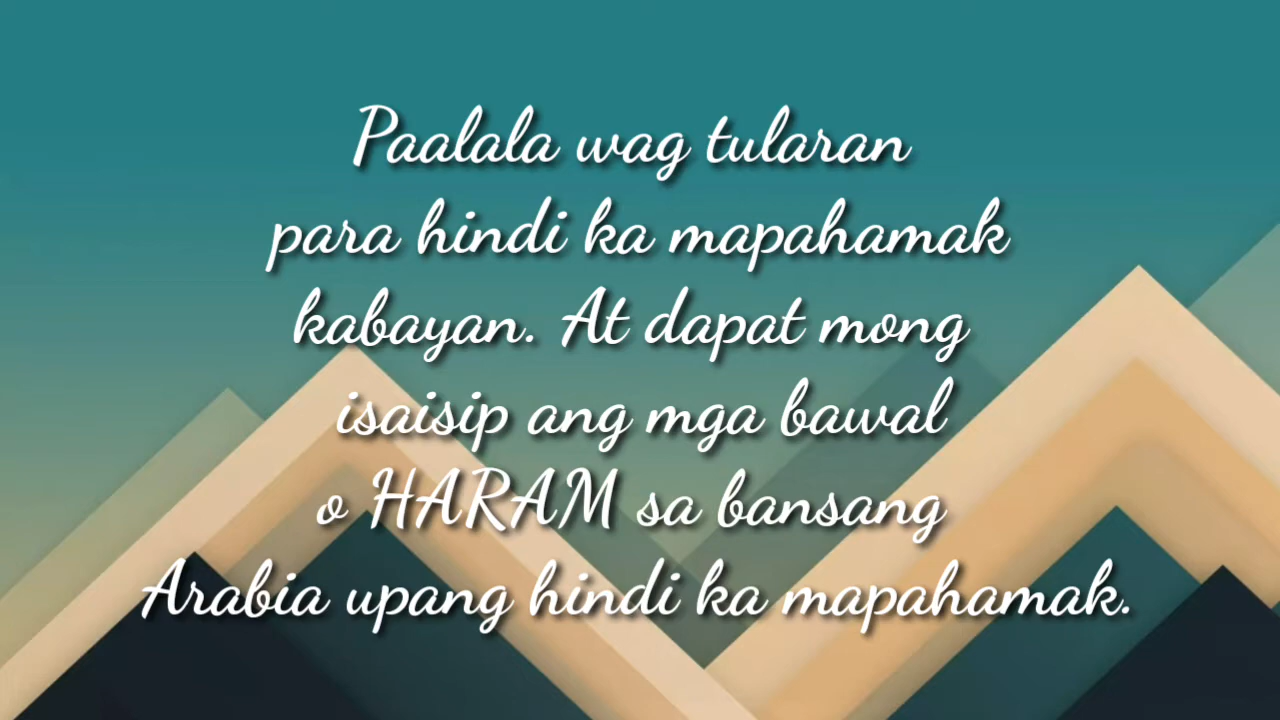 Paalala wag tularan
para hindi ka mapahamak
kabayan. At dapat mong
isaisip ang mga bawal
o HARAM sa bansang
Arabia upang hindi ka mapahamak.